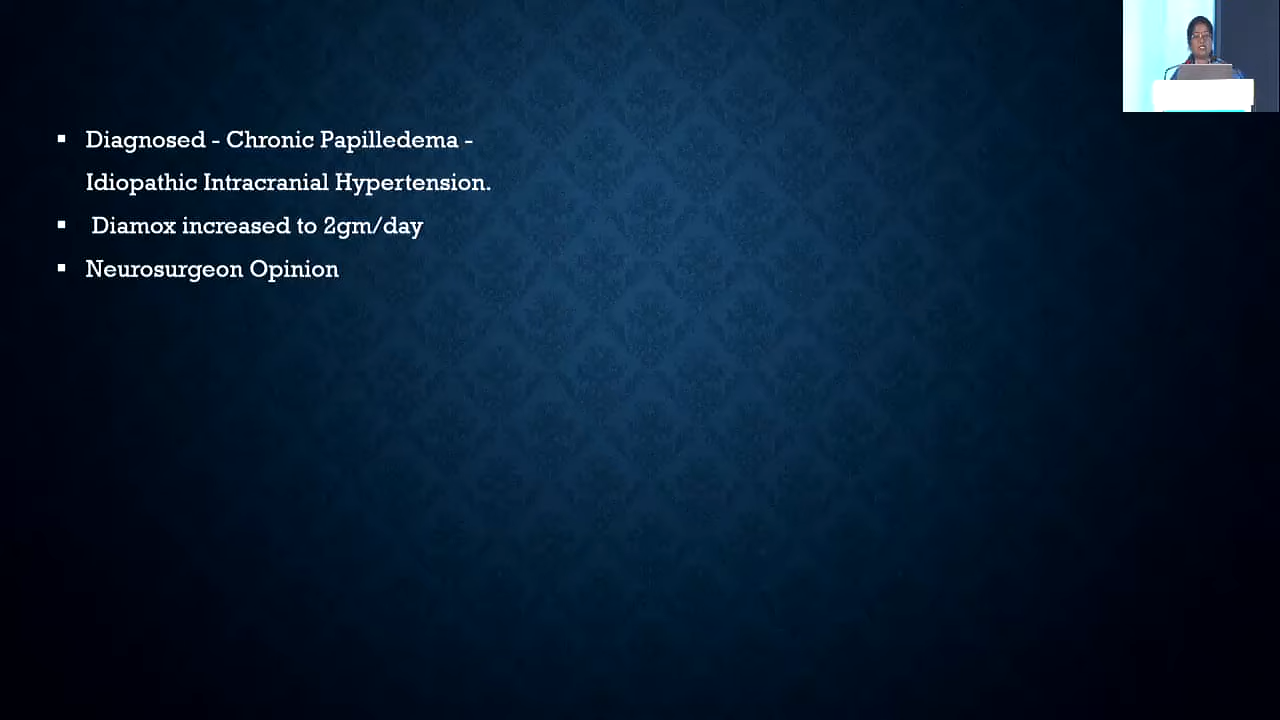 ▪ Diagnosed - Chronic Papilledema -
Idiopathic Intracranial Hypertension.
▪ Diamox increased to 2gm/day
▪ Neurosurgeon Opinion